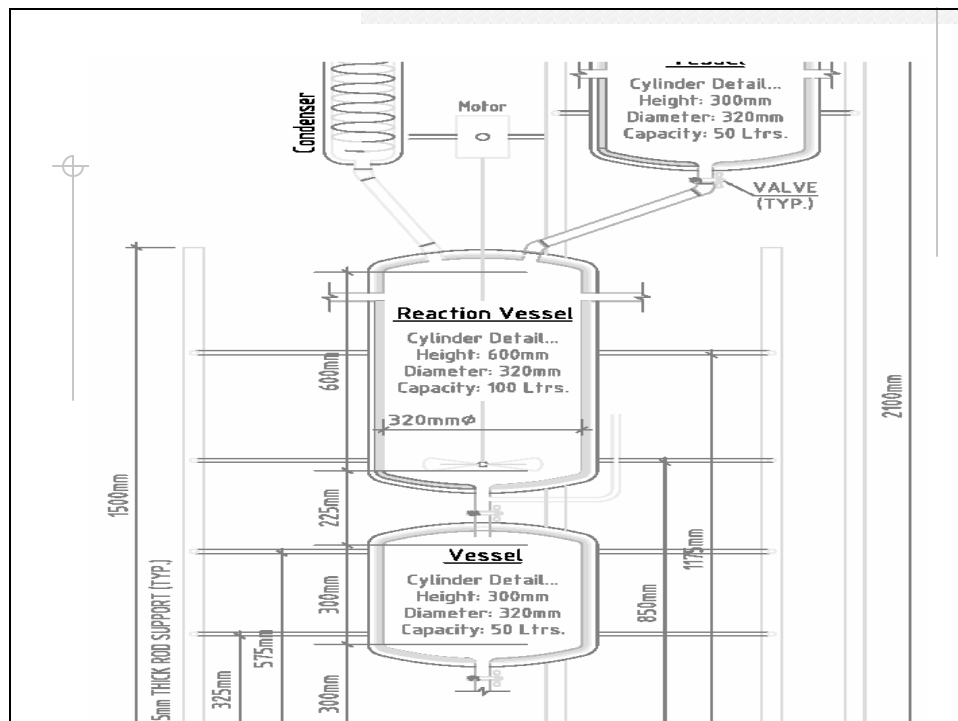 Condenser
Motor
Cylinder Detail...
Height: 300mm
Diameter: 320mm
Capacity: 50 Ltrs.
VALVE
(TYP.)
Reaction Vessel
Cylinder Detail...
Height: 600mm
Diameter: 320mm
Capacity: 100 Ltrs.
320mmϕ
600mm
225mm
300mm
300mm
Vessel
Cylinder Detail...
Height: 300mm
Diameter: 320mm
Capacity: 50 Ltrs.
1500mm
5mm THICK ROD SUPPORT (TYP.)
325mm
575mm
850mm
1175mm
2100mm